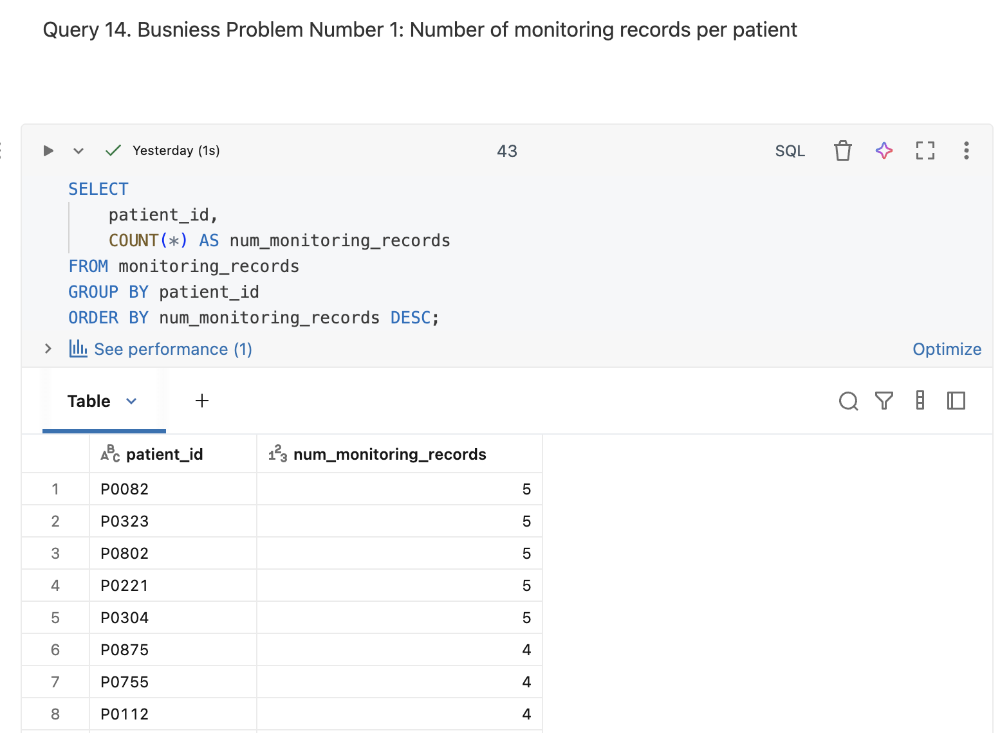 Query 14. Busniess Problem Number 1: Number of monitoring records per patient
Yesterday (1s) 43 SQL
SELECT
patient_id,
COUNT(*) AS num_monitoring_records
FROM monitoring_records
GROUP BY patient_id
ORDER BY num_monitoring_records DESC;
See performance (1) Optimize
Table +
ABC patient_id 123 num_monitoring_records
1 P0082 5
2 P0323 5
3 P0802 5
4 P0221 5
5 P0304 5
6 P0875 4
7 P0755 4
8 P0112 4